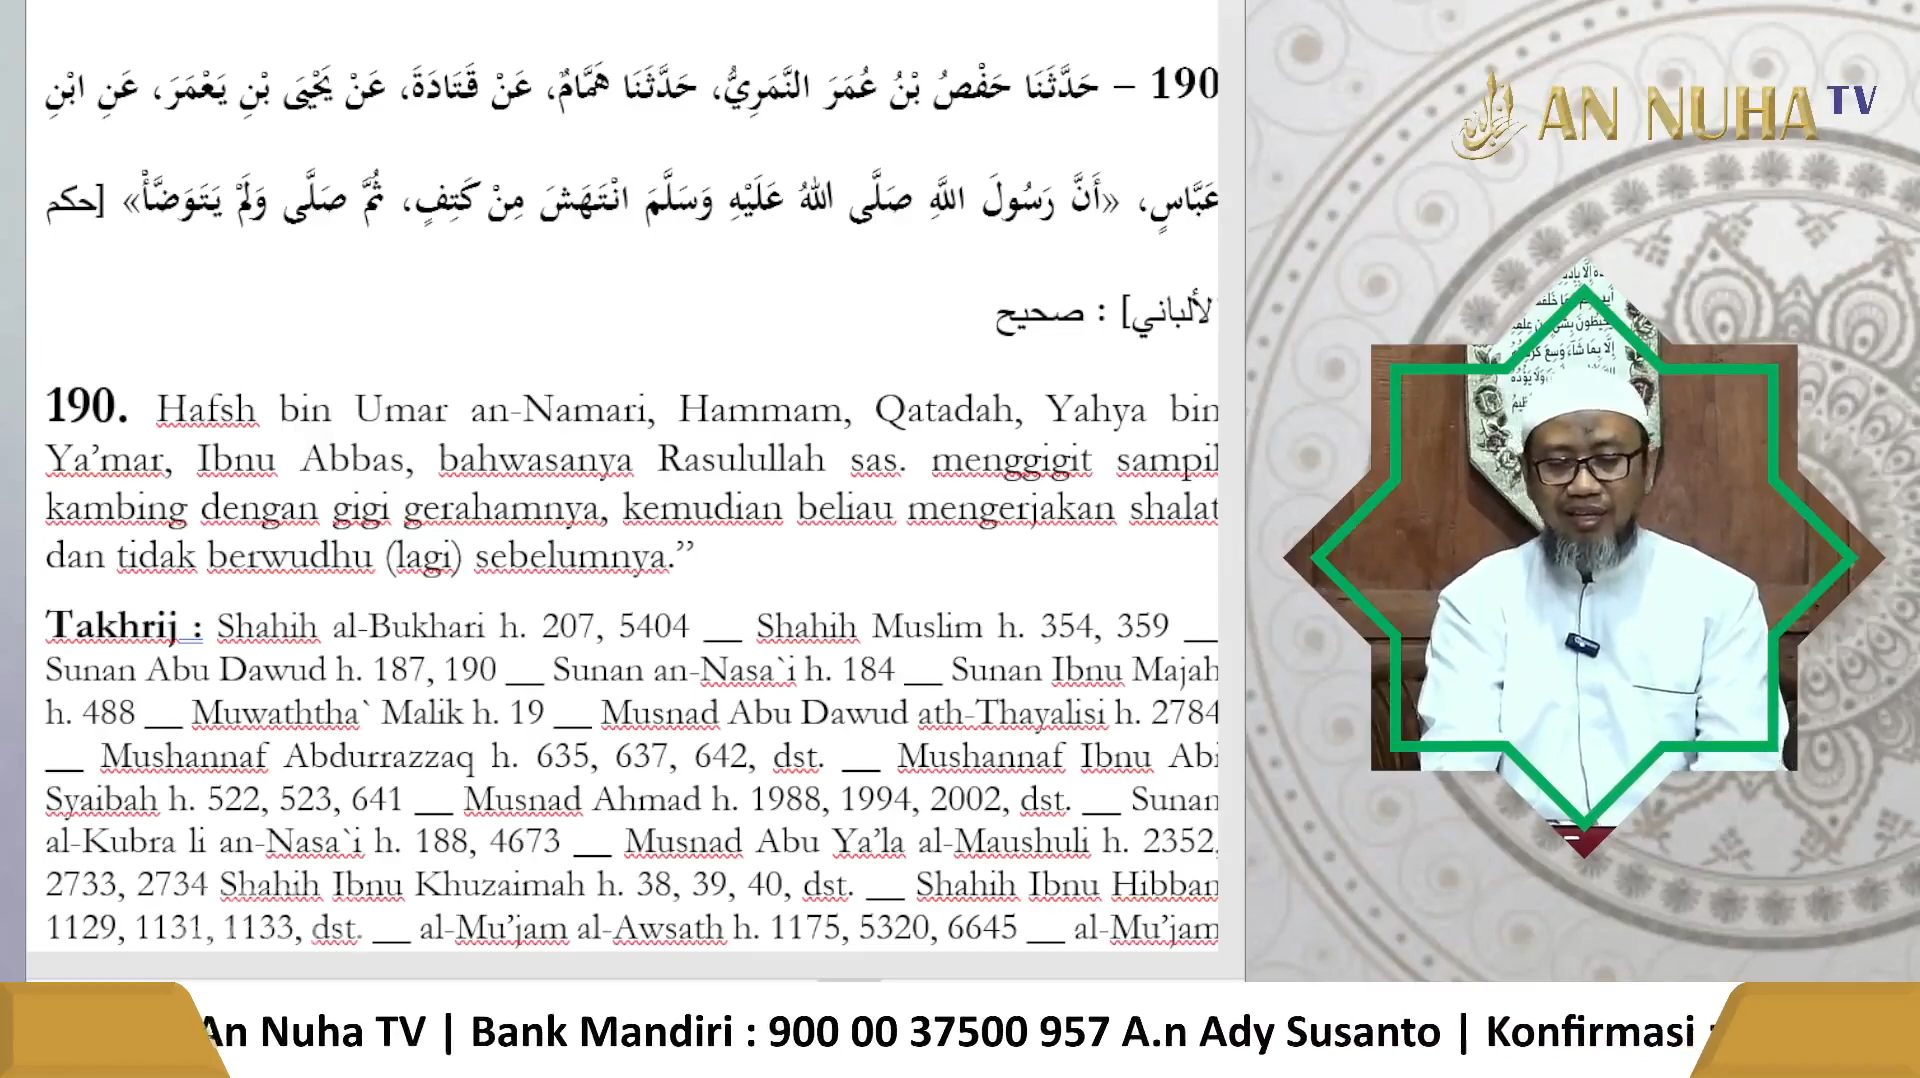 190 – حَدَّثَنَا حَفْصُ بْنُ عُمَرَ النَّمَرِيُّ، حَدَّثَنَا هَمَّامٌ، عَنْ قَتَادَةَ، عَنْ يَحْيَى بْنِ يَعْمَرَ، عَنِ ابْنِ
عَبَّاسٍ، «أَنَّ رَسُولَ اللَّهِ صَلَّى اللهُ عَلَيْهِ وَسَلَّمَ انْتَهَشَ مِنْ كَتِفٍ، ثُمَّ صَلَّى وَلَمْ يَتَوَضَّأْ» [حكم
لألباني] : صحيح
190. Hafsh bin Umar an-Namari, Hammam, Qatadah, Yahya bin
Ya’mar, Ibnu Abbas, bahwasanya Rasulullah sas. menggigit sampil
kambing dengan gigi gerahamnya, kemudian beliau mengerjakan shalat
dan tidak berwudhu (lagi) sebelumnya.”
Takhrij : Shahih al-Bukhari h. 207, 5404 __ Shahih Muslim h. 354, 359 __
Sunan Abu Dawud h. 187, 190 __ Sunan an-Nasa`i h. 184 __ Sunan Ibnu Majah
h. 488 __ Muwaththa` Malik h. 19 __ Musnad Abu Dawud ath-Thayalisi h. 2784
__ Mushannaf Abdurrazzaq h. 635, 637, 642, dst. __ Mushannaf Ibnu Abi
Syaibah h. 522, 523, 641 __ Musnad Ahmad h. 1988, 1994, 2002, dst. __ Sunan
al-Kubra li an-Nasa`i h. 188, 4673 __ Musnad Abu Ya’la al-Maushuli h. 2352,
2733, 2734 Shahih Ibnu Khuzaimah h. 38, 39, 40, dst. __ Shahih Ibnu Hibban
1129, 1131, 1133, dst. __ al-Mu’jam al-Awsath h. 1175, 5320, 6645 __ al-Mu’jam
AN NUHA TV
إِلَّا بِمَا شَاءَ وَسِعَ
An Nuha TV | Bank Mandiri : 900 00 37500 957 A.n Ady Susanto | Konfirmasi :